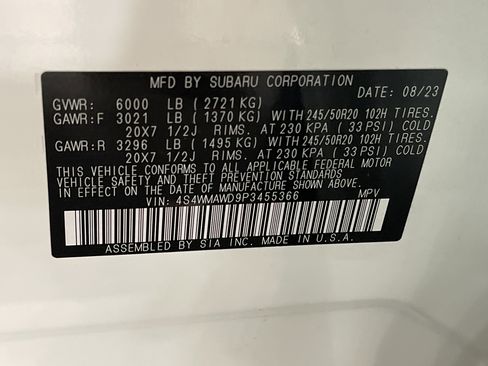 MFD BY SUBARU CORPORATION
DATE: 08/23
GVWR: 6000 LB ( 2721 KG)
GAWR:F 3021 LB ( 1370 KG) WITH 245/50R20 102H TIRES.
20X7 1/2J RIMS. AT 230 KPA ( 33 PSI) COLD
GAWR:R 3296 LB ( 1495 KG) WITH 245/50R20 102H TIRES.
20X7 1/2J RIMS. AT 230 KPA ( 33 PSI) COLD
THIS VEHICLE CONFORMS TO ALL APPLICABLE FEDERAL MOTOR
VEHICLE SAFETY AND THEFT PREVENTION STANDARDS
IN EFFECT ON THE DATE OF MANUFACTURE SHOWN ABOVE.
VIN: 4S4WMAWD9P3455366 MPV
ASSEMBLED BY SIA INC. MADE IN U.S.A.